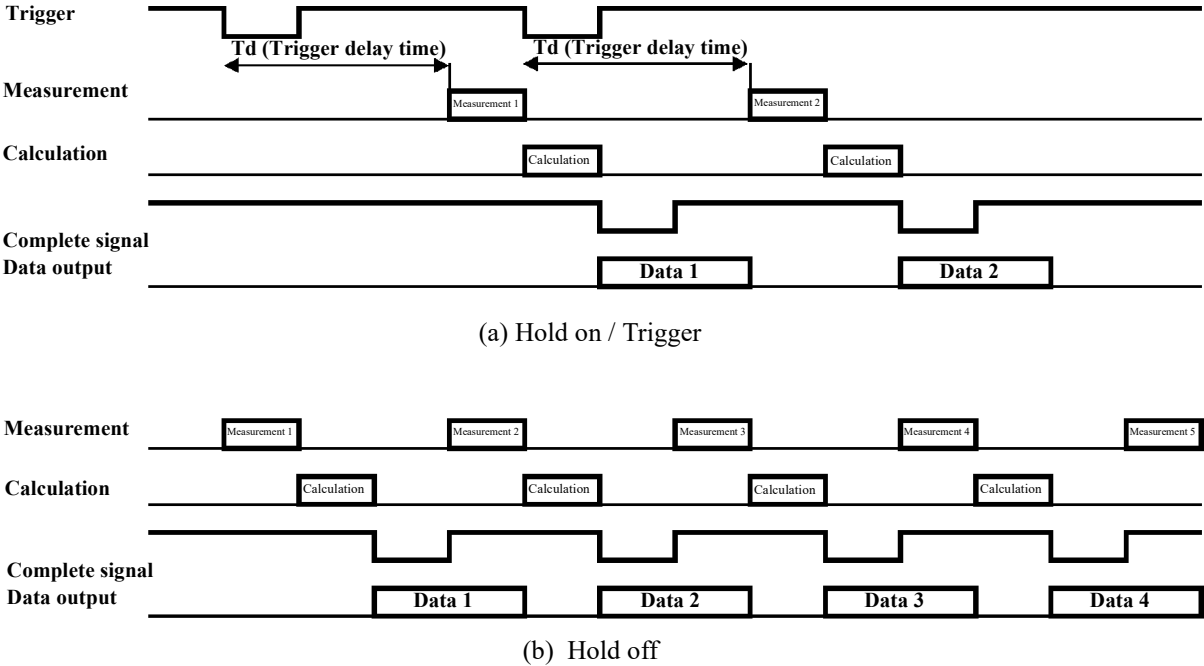 Trigger
Td (Trigger delay time) Td (Trigger delay time)
Measurement
Measurement 1 Measurement 2
Calculation
Calculation Calculation
Complete signal
Data output
Data 1 Data 2
(a) Hold on / Trigger
Measurement
Measurement 1 Measurement 2 Measurement 3 Measurement 4 Measurement 5
Calculation
Calculation Calculation Calculation Calculation
Complete signal
Data output
Data 1 Data 2 Data 3 Data 4
(b) Hold off